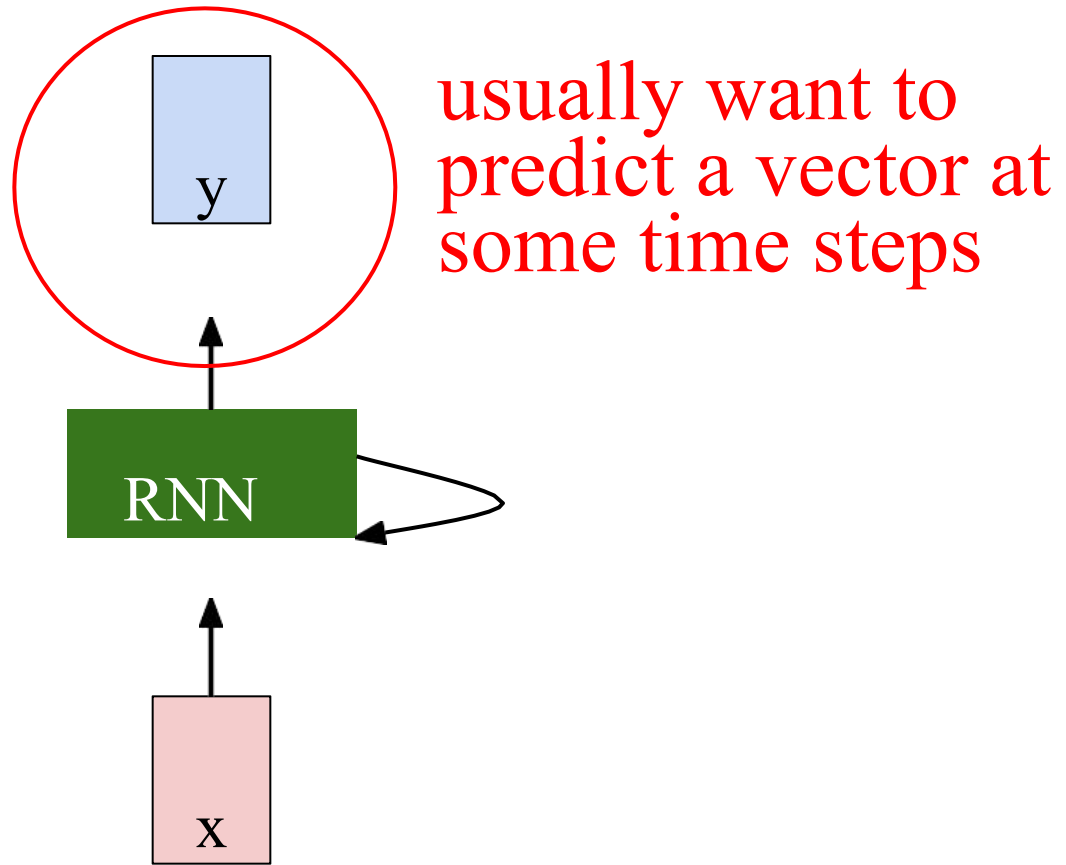 y
usually want to
predict a vector at
some time steps
RNN
x